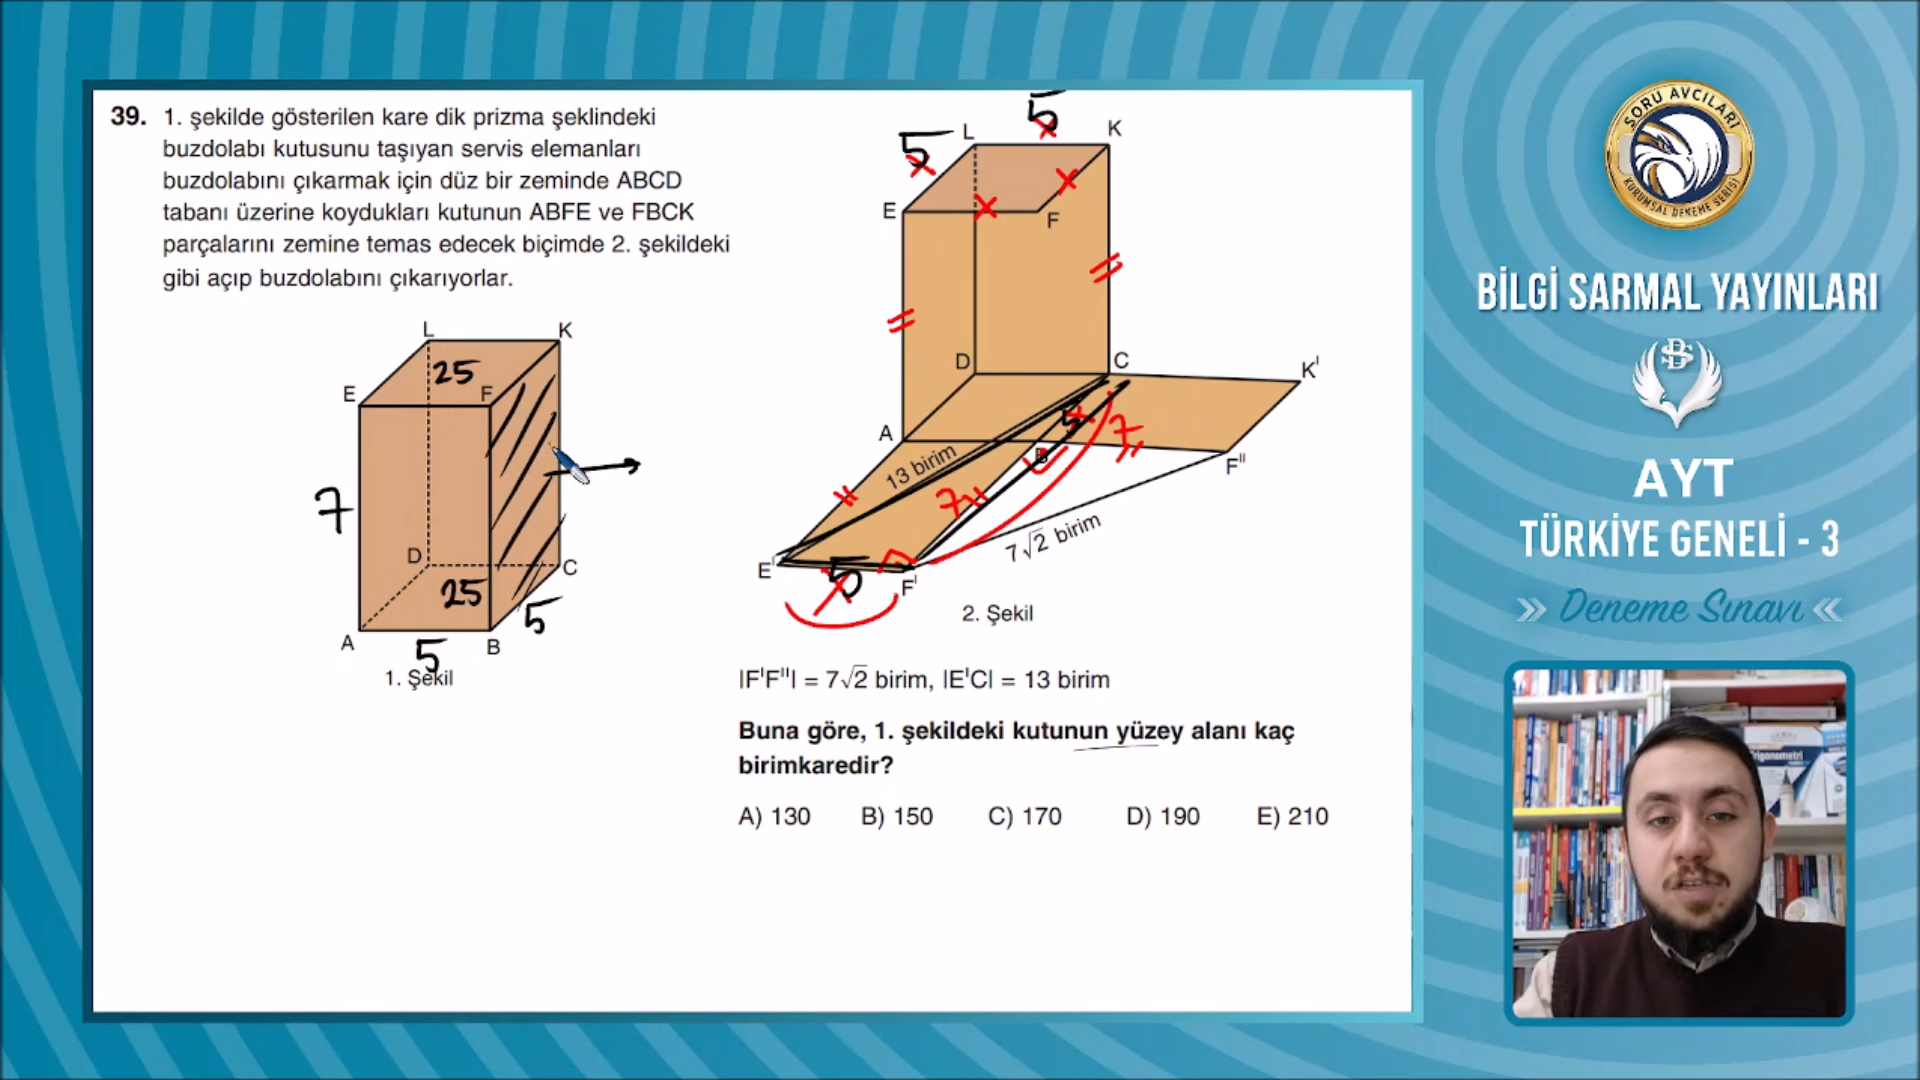 39. 1. şekilde gösterilen kare dik prizma şeklindeki
buzdolabı kutusunu taşıyan servis elemanları
buzdolabını çıkarmak için düz bir zeminde ABCD
tabanı üzerine koydukları kutunun ABFE ve FBCK
parçalarını zemine temas edecek biçimde 2. şekildeki
gibi açıp buzdolabını çıkarıyorlar.
L K
25
E F
7
D C
25
5
A B
5
1. Şekil
5
5 L K
E F
D C K'
5
A B 7 F"
13 birim
7
7√2 birim
E' 5 F'
2. Şekil
|F'F"| = 7√2 birim, |E'C| = 13 birim
Buna göre, 1. şekildeki kutunun yüzey alanı kaç
birimkaredir?
A) 130 B) 150 C) 170 D) 190 E) 210
SORU AVCILARI
KURUMSAL DENEME SERİSİ
BİLGİ SARMAL YAYINLARI
AYT
TÜRKİYE GENELİ - 3
Deneme Sınavı